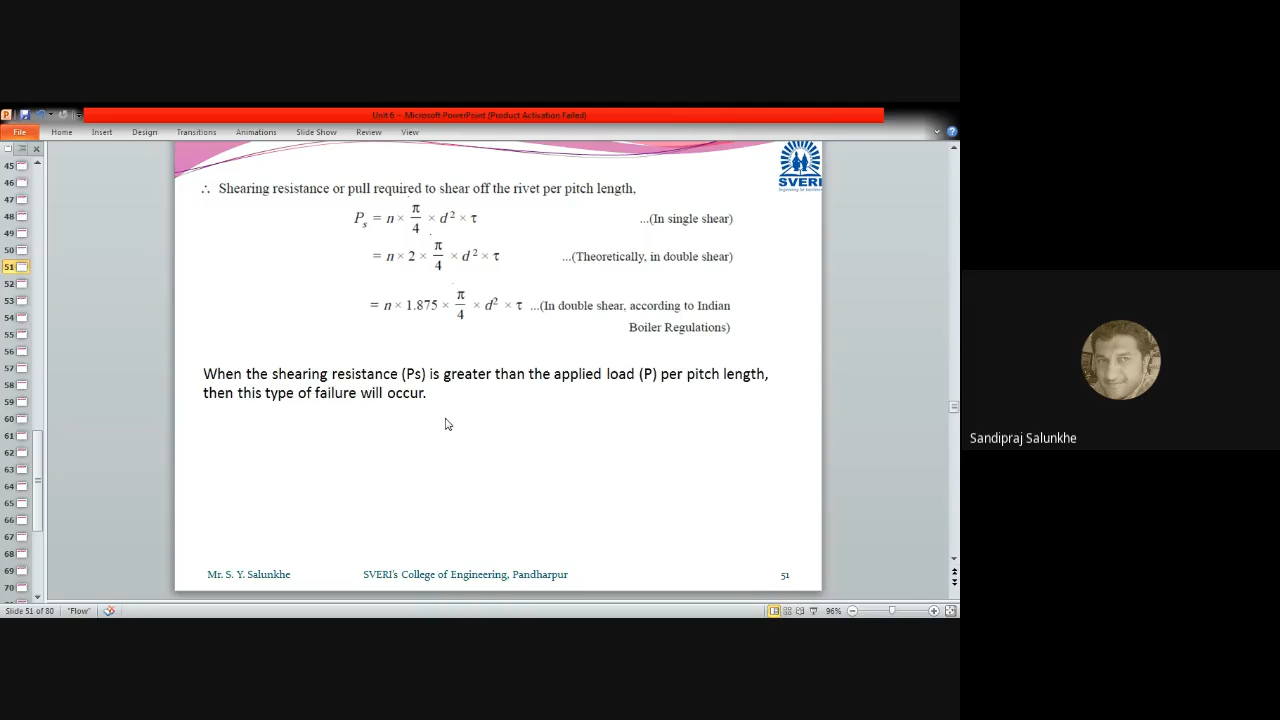 Unit 6 - Microsoft PowerPoint (Product Activation Failed)
File Home Insert Design Transitions Animations Slide Show Review View
SVERI
∴ Shearing resistance or pull required to shear off the rivet per pitch length,
Ps = n × π/4 × d² × τ ...(In single shear)
= n × 2 × π/4 × d² × τ ...(Theoretically, in double shear)
= n × 1.875 × π/4 × d² × τ ...(In double shear, according to Indian
Boiler Regulations)
When the shearing resistance (Ps) is greater than the applied load (P) per pitch length,
then this type of failure will occur.
Mr. S. Y. Salunkhe SVERI's College of Engineering, Pandharpur 51
45
46
47
48
49
50
51
52
53
54
55
56
57
58
59
60
61
62
63
64
65
66
67
68
69
70
Slide 51 of 80 "Flow" 96%
Sandipraj Salunkhe